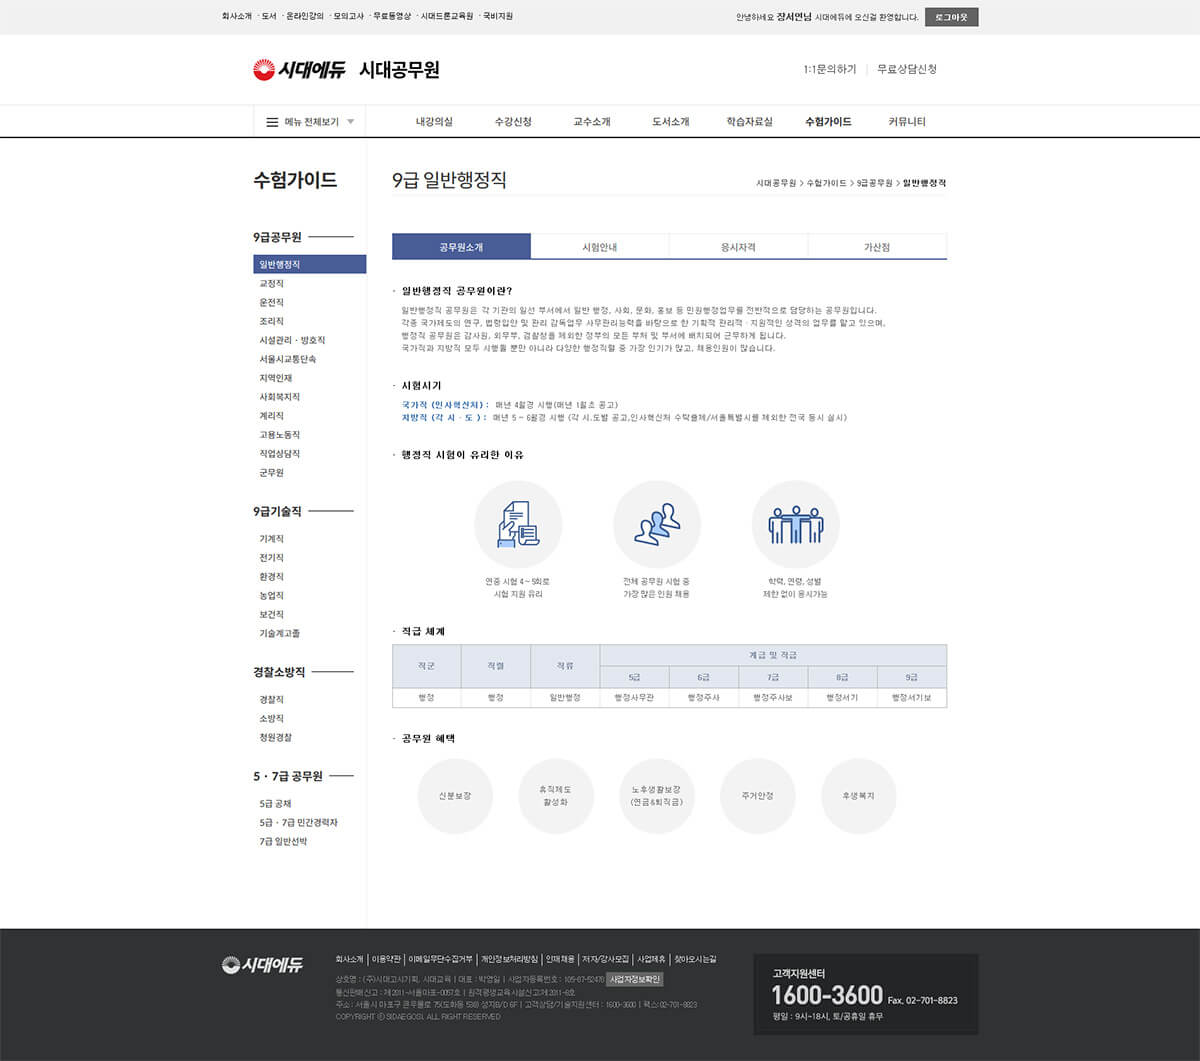 회사소개 · 도서 · 온라인강의 · 모의고사 · 무료동영상 · 시대드론교육원 · 국비지원
안녕하세요 장서연님 시대에듀에 오신걸 환영합니다. 로그아웃
시대에듀 시대공무원
1:1문의하기 | 무료상담신청
메뉴 전체보기 내강의실 수강신청 교수소개 도서소개 학습자료실 수험가이드 커뮤니티
수험가이드
9급공무원
일반행정직
교정직
운전직
조리직
시설관리 · 방호직
서울시교통단속
지역인재
사회복지직
계리직
고용노동직
직업상담직
군무원
9급기술직
기계직
전기직
환경직
농업직
보건직
기술계고졸
경찰소방직
경찰직
소방직
청원경찰
5 · 7급 공무원
5급 공채
5급 · 7급 민간경력자
7급 일반선박
9급 일반행정직
시대공무원 > 수험가이드 > 9급공무원 > 일반행정직
공무원소개 시험안내 응시자격 가산점
· 일반행정직 공무원이란?
일반행정직 공무원은 각 기관의 일선 부서에서 일반 행정, 사회, 문화, 홍보 등 민원행정업무를 전반적으로 담당하는 공무원입니다.
각종 국가제도의 연구, 법령입안 및 관리 감독업무 사무관리능력을 바탕으로 한 기획적 관리적 · 지원적인 성격의 업무를 맡고 있으며,
행정직 공무원은 감사원, 외무부, 검찰청을 제외한 정부의 모든 부처 및 부서에 배치되어 근무하게 됩니다.
국가직과 지방직 모두 시행될 뿐만 아니라 다양한 행정직렬 중 가장 인기가 많고, 채용인원이 많습니다.
· 시험시기
국가직 (인사혁신처) : 매년 4월경 시행(매년 1월초 공고)
지방직 (각 시 · 도 ) : 매년 5 ~ 6월경 시행 (각 시.도별 공고,인사혁신처 수탁출제/서울특별시를 제외한 전국 동시 실시)
· 행정직 시험이 유리한 이유
연중 시험 4 ~ 5회로
시험 지원 유리
전체 공무원 시험 중
가장 많은 인원 채용
학력, 연령, 성별
제한 없이 응시가능
· 직급 체계
직군 직렬 직류 계급 및 직급
5급 6급 7급 8급 9급
행정 행정 일반행정 행정사무관 행정주사 행정주사보 행정서기 행정서기보
· 공무원 혜택
신분보장
휴직제도
활성화
노후생활보장
(연금&퇴직금)
주거안정
후생복지
시대에듀
회사소개 | 이용약관 | 이메일무단수집거부 | 개인정보처리방침 | 인재채용 | 저자/강사모집 | 사업제휴 | 찾아오시는길
상호명 : (주)시대고시기획, 시대교육 | 대표 : 박영일 | 사업자등록번호 : 105-87-52478 사업자정보확인
통신판매신고 : 제2011-서울마포-0057호 | 원격평생교육시설신고:제2011-6호
주소 : 서울시 마포구 큰우물로 75(도화동 538) 성지B/D 6F | 고객상담/기술지원센터 : 1600-3600 | 팩스:02-701-8823
COPYRIGHT ⓒ SIDAEGOSI. ALL RIGHT RESERVED
고객지원센터
1600-3600 Fax. 02-701-8823
평일 : 9시~18시, 토/공휴일 휴무